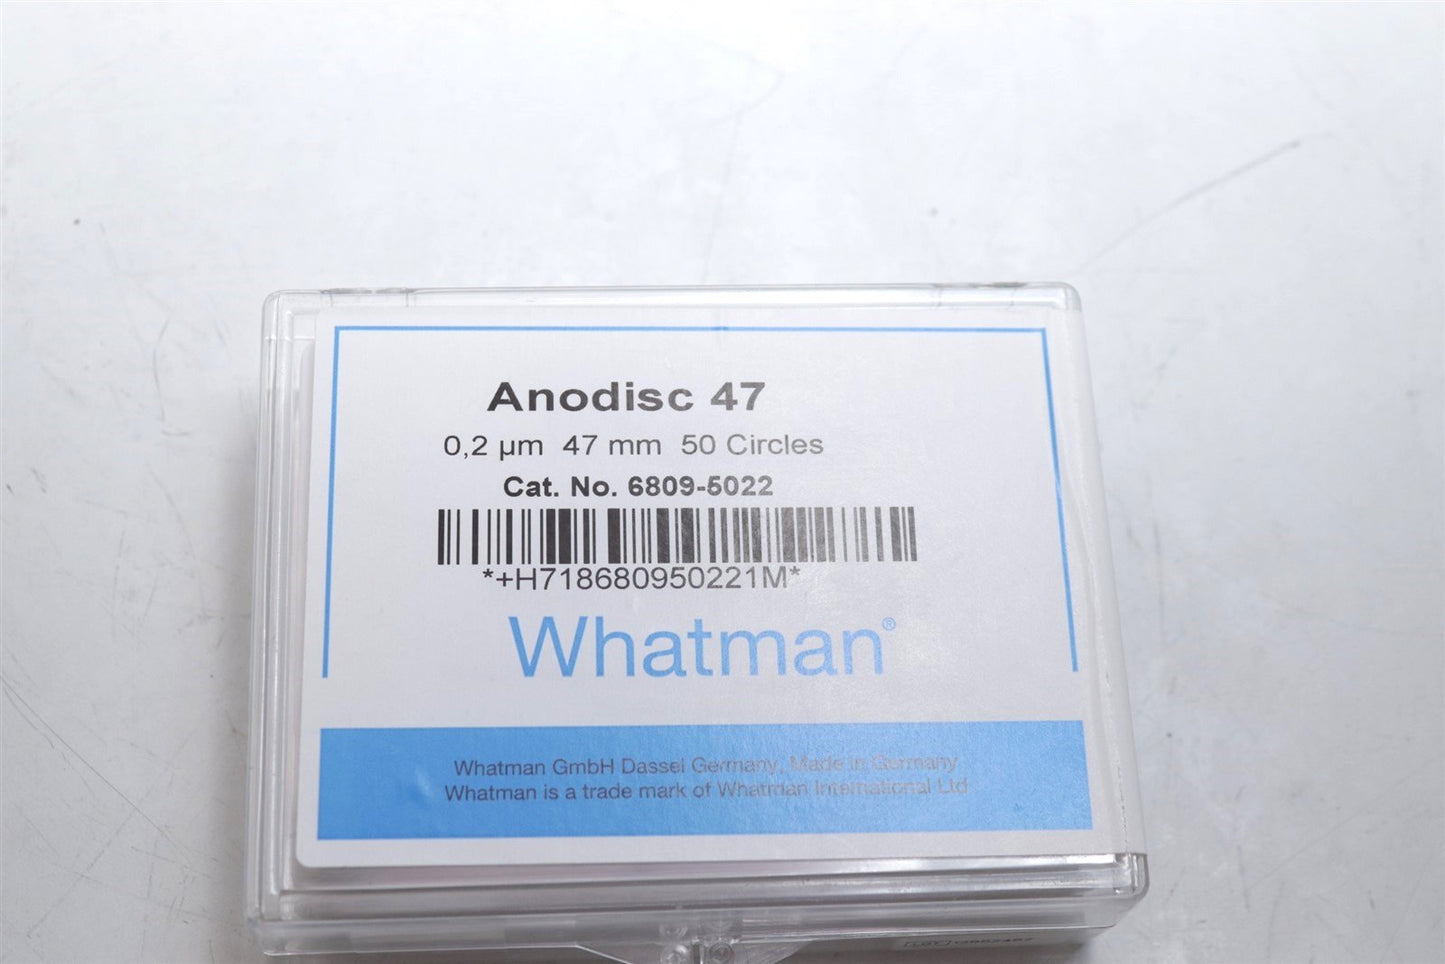 Anodisc 47
0,2 µm 47 mm 50 Circles
Cat. No. 6809-5022
*+H718680950221M*
Whatman®
Whatman GmbH Dassel Germany, Made in Germany
Whatman is a trade mark of Whatman International Ltd